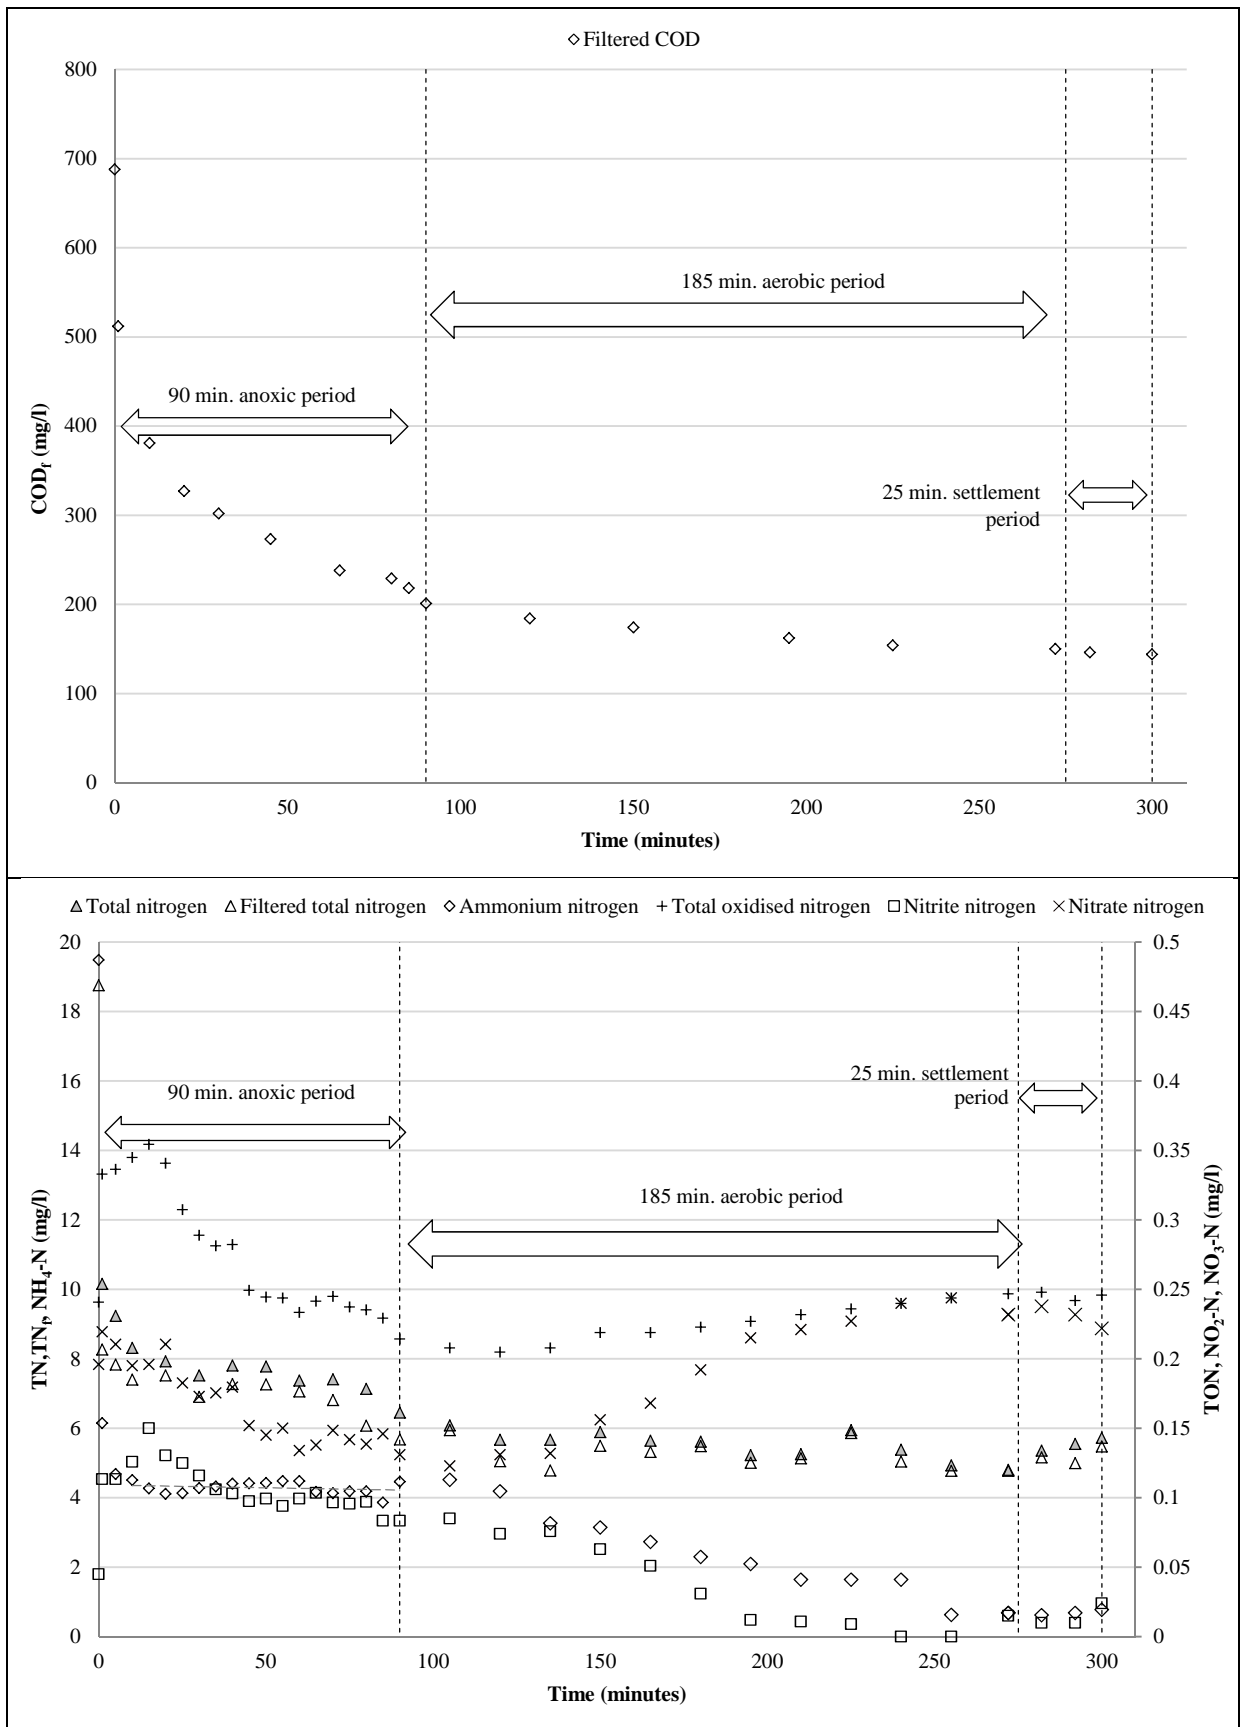 Filtered COD
800
700
600
500
400
300
200
100
0
COD_f (mg/l)
185 min. aerobic period
90 min. anoxic period
25 min. settlement
period
0 50 100 150 200 250 300
Time (minutes)
Total nitrogen Filtered total nitrogen Ammonium nitrogen Total oxidised nitrogen Nitrite nitrogen Nitrate nitrogen
20
18
16
14
12
10
8
6
4
2
0
TN,TN_f, NH_4-N (mg/l)
25 min. settlement
period
90 min. anoxic period
185 min. aerobic period
0.5
0.45
0.4
0.35
0.3
0.25
0.2
0.15
0.1
0.05
0
TON, NO_2-N, NO_3-N (mg/l)
0 50 100 150 200 250 300
Time (minutes)